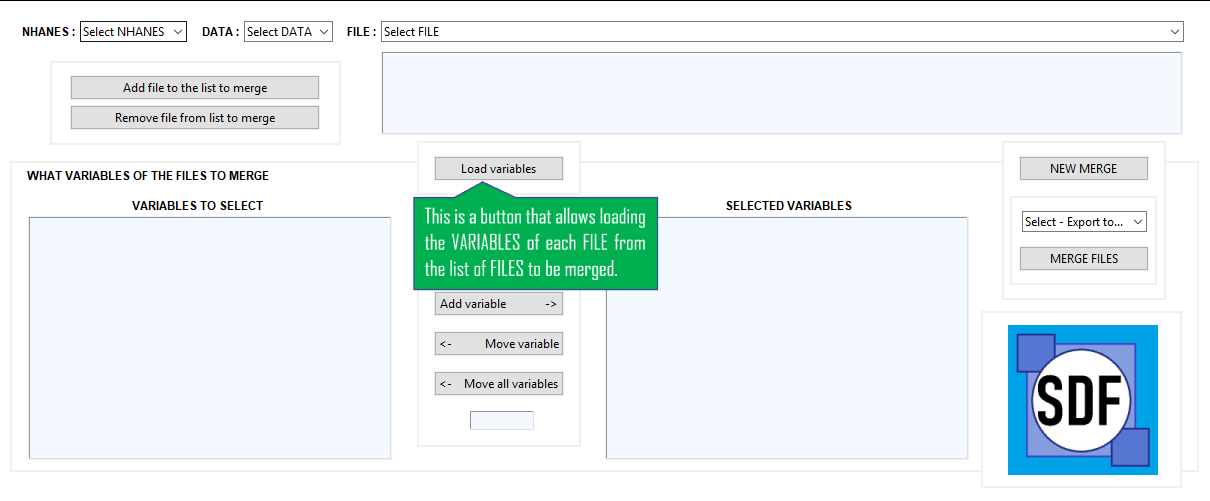 NHANES : Select NHANES DATA : Select DATA FILE : Select FILE
Add file to the list to merge
Remove file from list to merge
WHAT VARIABLES OF THE FILES TO MERGE
VARIABLES TO SELECT
Load variables
This is a button that allows loading
the VARIABLES of each FILE from
the list of FILES to be merged.
Add variable ->
<- Move variable
<- Move all variables
SELECTED VARIABLES
NEW MERGE
Select - Export to...
MERGE FILES
SDF